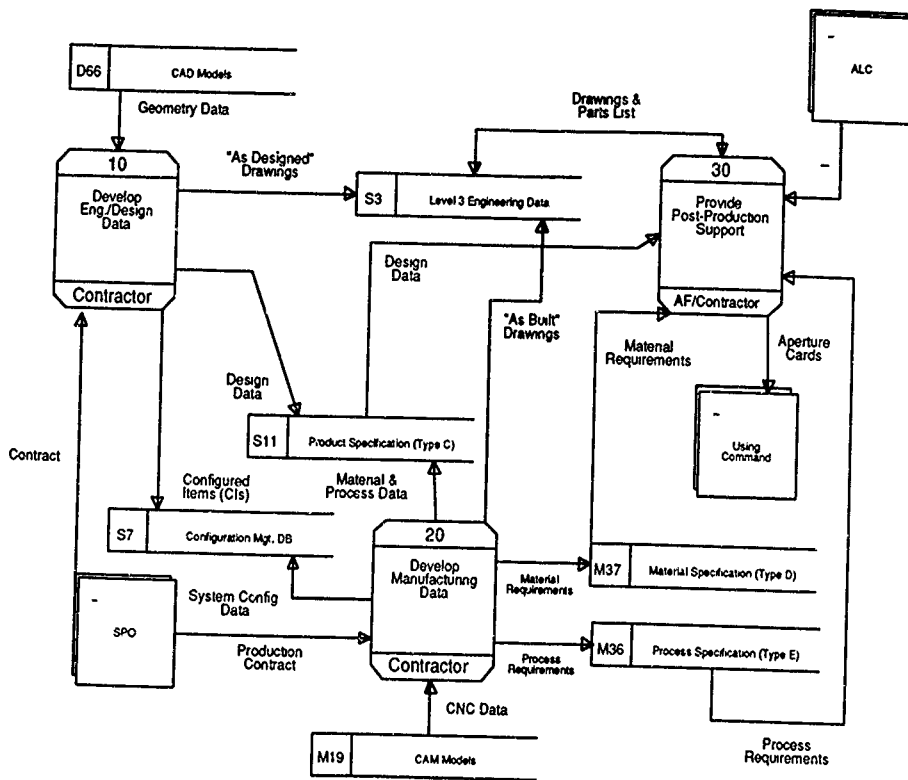 D66
CAD Models
ALC
Geometry Data
Drawings &
Parts List
10
Develop
Eng./Design
Data
Contractor
"As Designed"
Drawings
S3
Level 3 Engineering Data
30
Provide
Post-Production
Support
AF/Contractor
Design
Data
"As Built"
Drawings
Material
Requirements
Aperture
Cards
Design
Data
S11
Product Specification (Type C)
Using
Command
Contract
Material &
Process Data
Configured
Items (CIs)
S7
Configuration Mgt. DB
20
Develop
Manufacturing
Data
Contractor
Material
Requirements
M37
Material Specification (Type D)
System Config
Data
SPO
Production
Contract
Process
Requirements
M36
Process Specification (Type E)
CNC Data
Process
Requirements
M19
CAM Models